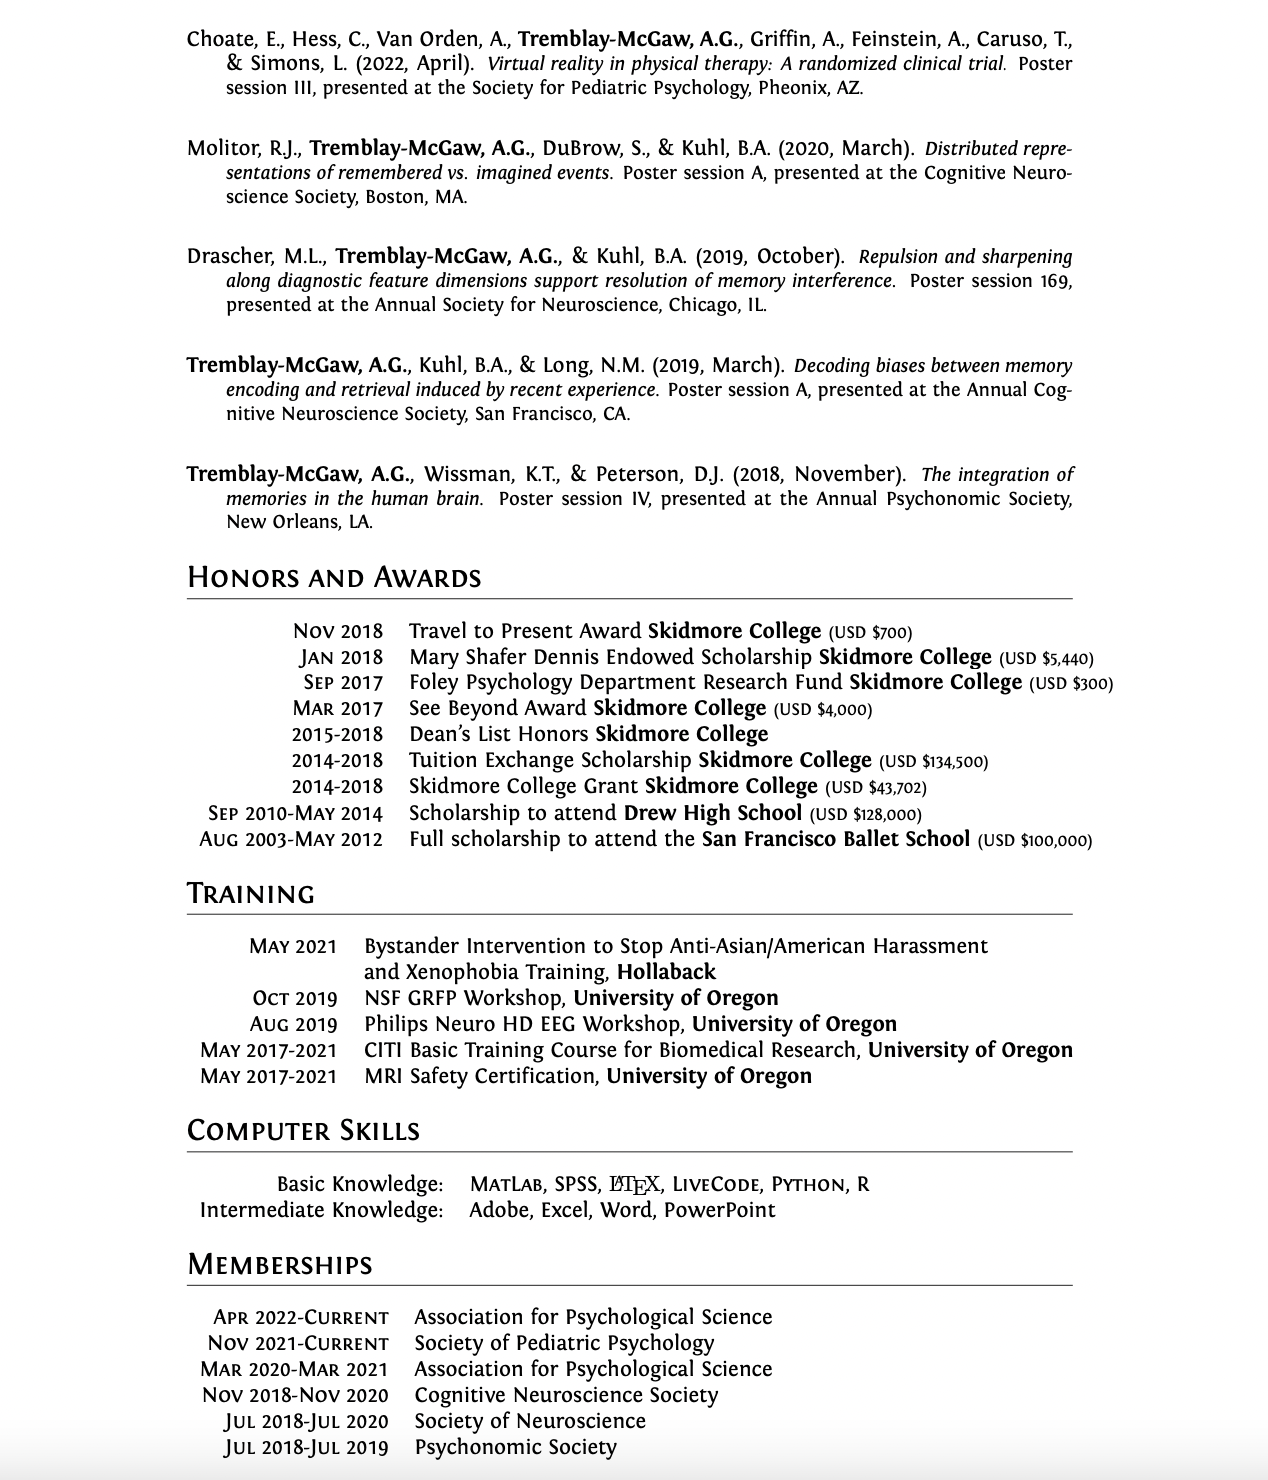 Choate, E., Hess, C., Van Orden, A., Tremblay-McGaw, A.G., Griffin, A., Feinstein, A., Caruso, T.,
& Simons, L. (2022, April). Virtual reality in physical therapy: A randomized clinical trial. Poster
session III, presented at the Society for Pediatric Psychology, Pheonix, AZ.
Molitor, R.J., Tremblay-McGaw, A.G., DuBrow, S., & Kuhl, B.A. (2020, March). Distributed repre-
sentations of remembered vs. imagined events. Poster session A, presented at the Cognitive Neuro-
science Society, Boston, MA.
Drascher, M.L., Tremblay-McGaw, A.G., & Kuhl, B.A. (2019, October). Repulsion and sharpening
along diagnostic feature dimensions support resolution of memory interference. Poster session 169,
presented at the Annual Society for Neuroscience, Chicago, IL.
Tremblay-McGaw, A.G., Kuhl, B.A., & Long, N.M. (2019, March). Decoding biases between memory
encoding and retrieval induced by recent experience. Poster session A, presented at the Annual Cog-
nitive Neuroscience Society, San Francisco, CA.
Tremblay-McGaw, A.G., Wissman, K.T., & Peterson, D.J. (2018, November). The integration of
memories in the human brain. Poster session IV, presented at the Annual Psychonomic Society,
New Orleans, LA.
Honors and Awards
Nov 2018 Travel to Present Award Skidmore College (USD $700)
Jan 2018 Mary Shafer Dennis Endowed Scholarship Skidmore College (USD $5,440)
Sep 2017 Foley Psychology Department Research Fund Skidmore College (USD $300)
Mar 2017 See Beyond Award Skidmore College (USD $4,000)
2015-2018 Dean's List Honors Skidmore College
2014-2018 Tuition Exchange Scholarship Skidmore College (USD $134,500)
2014-2018 Skidmore College Grant Skidmore College (USD $43,702)
Sep 2010-May 2014 Scholarship to attend Drew High School (USD $128,000)
Aug 2003-May 2012 Full scholarship to attend the San Francisco Ballet School (USD $100,000)
Training
May 2021 Bystander Intervention to Stop Anti-Asian/American Harassment
and Xenophobia Training, Hollaback
Oct 2019 NSF GRFP Workshop, University of Oregon
Aug 2019 Philips Neuro HD EEG Workshop, University of Oregon
May 2017-2021 CITI Basic Training Course for Biomedical Research, University of Oregon
May 2017-2021 MRI Safety Certification, University of Oregon
Computer Skills
Basic Knowledge: MatLab, SPSS, LATEX, LiveCode, Python, R
Intermediate Knowledge: Adobe, Excel, Word, PowerPoint
Memberships
Apr 2022-Current Association for Psychological Science
Nov 2021-Current Society of Pediatric Psychology
Mar 2020-Mar 2021 Association for Psychological Science
Nov 2018-Nov 2020 Cognitive Neuroscience Society
Jul 2018-Jul 2020 Society of Neuroscience
Jul 2018-Jul 2019 Psychonomic Society